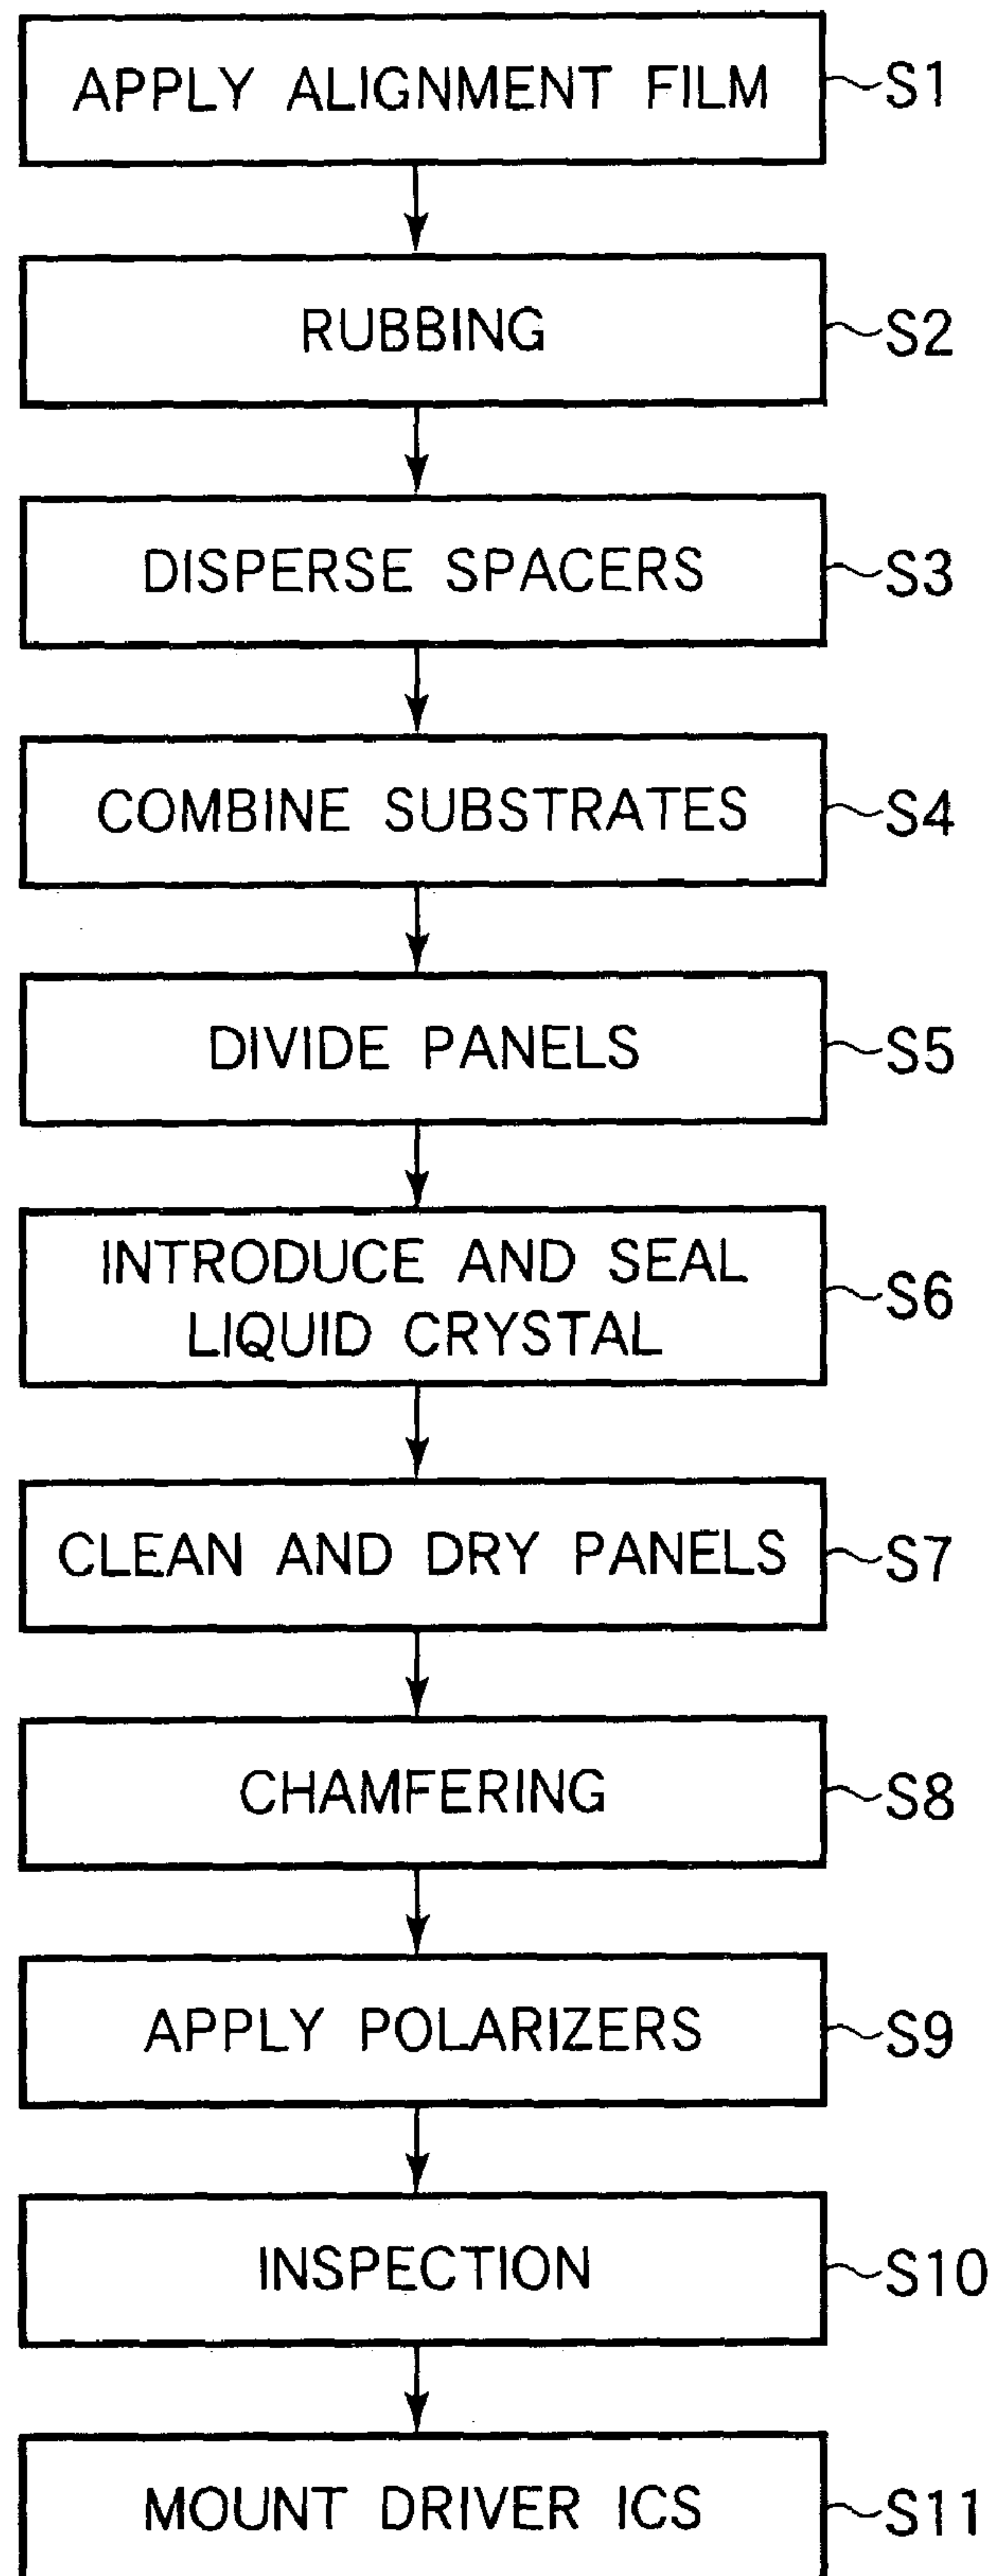 APPLY ALIGNMENT FILM S1
RUBBING S2
DISPERSE SPACERS S3
COMBINE SUBSTRATES S4
DIVIDE PANELS S5
INTRODUCE AND SEAL
LIQUID CRYSTAL S6
CLEAN AND DRY PANELS S7
CHAMFERING S8
APPLY POLARIZERS S9
INSPECTION S10
MOUNT DRIVER ICS S11